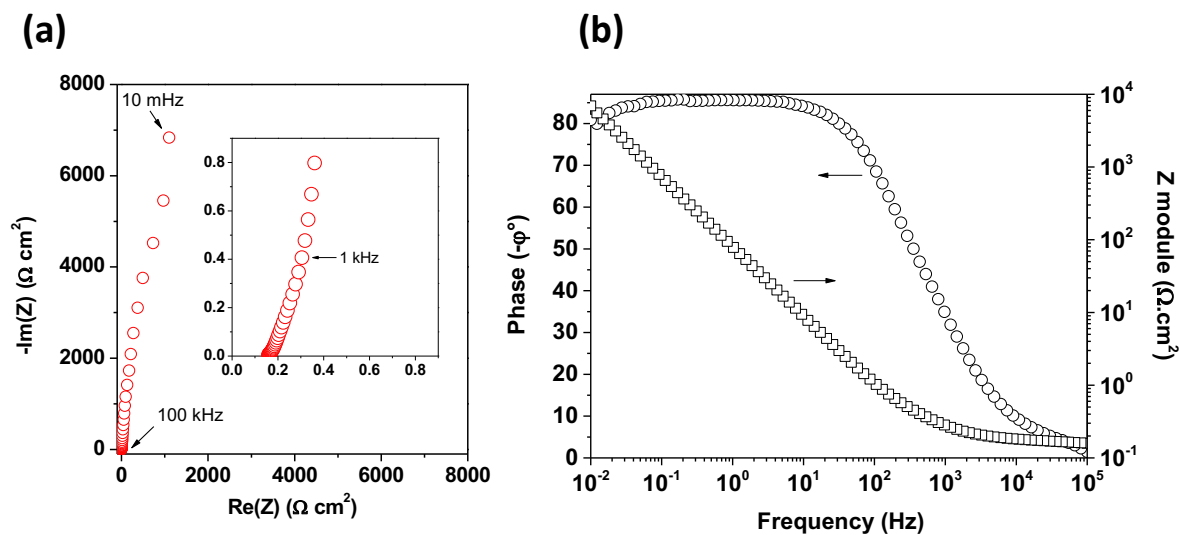 (a)
8000
6000
4000
2000
0
-Im(Z) (Ω cm²)
10 mHz
100 kHz
0.8
0.6
0.4
0.2
0.0
1 kHz
0.0 0.2 0.4 0.6 0.8
0 2000 4000 6000 8000
Re(Z) (Ω cm²)
(b)
80
70
60
50
40
30
20
10
0
Phase (-φ°)
10⁴
10³
10²
10¹
10⁰
10⁻¹
Z module (Ω.cm²)
10⁻² 10⁻¹ 10⁰ 10¹ 10² 10³ 10⁴ 10⁵
Frequency (Hz)